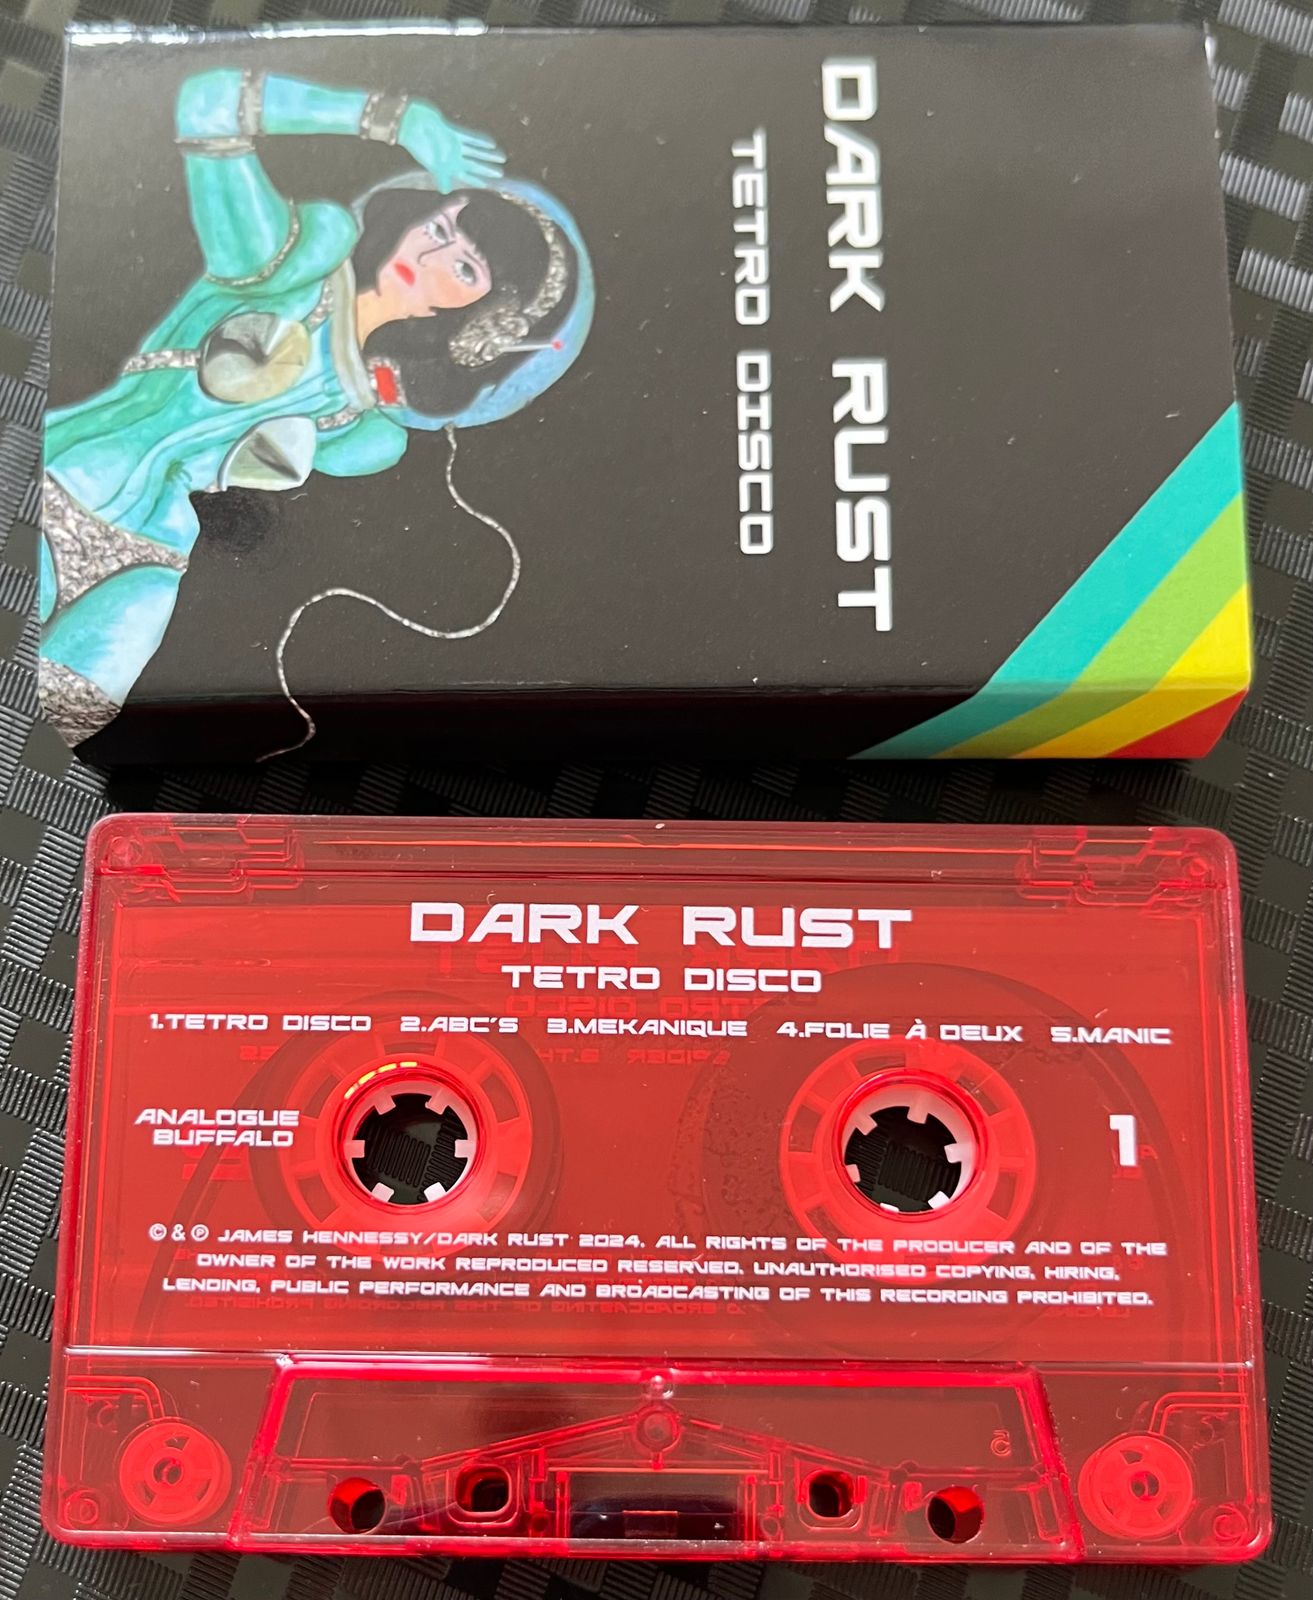 DARK RUST
TETRO DISCO
DARK RUST
TETRO DISCO
1.TETRO DISCO 2.ABC'S 3.MEKANIQUE 4.FOLIE À DEUX 5.MANIC
ANALOGUE
BUFFALO
1
© & ℗ JAMES HENNESSY/DARK RUST 2024. ALL RIGHTS OF THE PRODUCER AND OF THE
OWNER OF THE WORK REPRODUCED RESERVED. UNAUTHORISED COPYING, HIRING,
LENDING, PUBLIC PERFORMANCE AND BROADCASTING OF THIS RECORDING PROHIBITED.